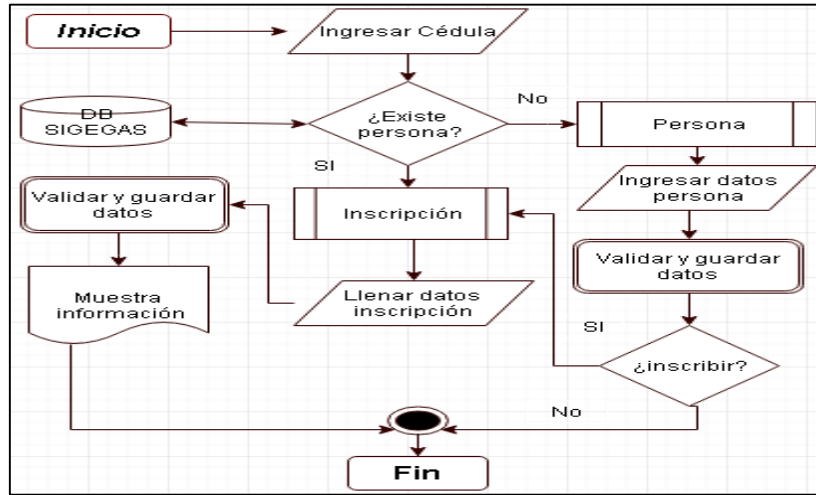 Inicio
Ingresar Cédula
DB
SIGEGAS
¿Existe
persona?
No
Persona
SI
Ingresar datos
persona
Validar y guardar
datos
Inscripción
Validar y guardar
datos
Muestra
información
Llenar datos
inscripción
SI
¿inscribir?
No
Fin